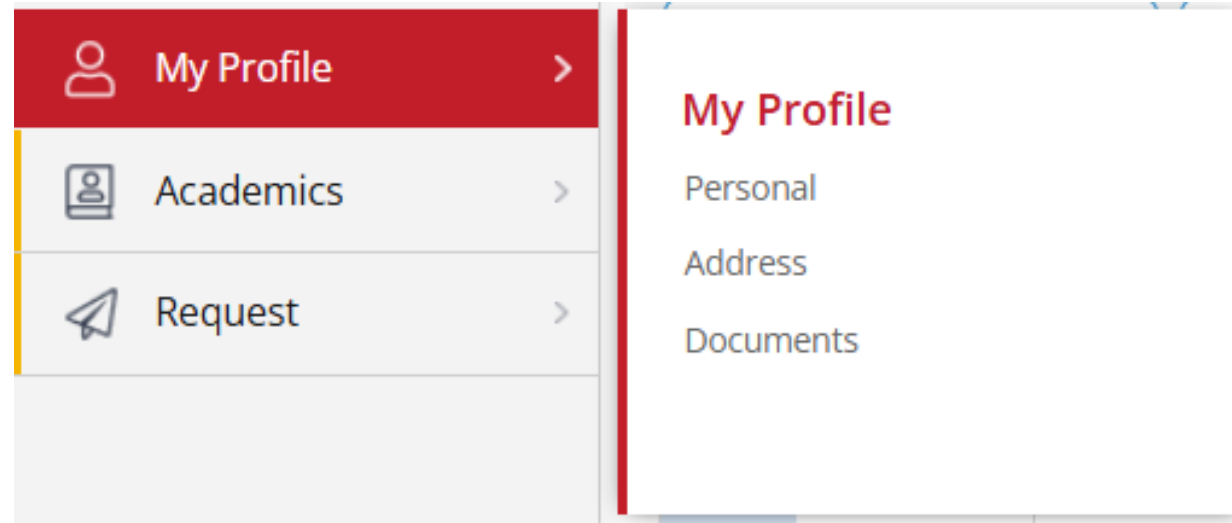 My Profile
Academics
Request
My Profile
Personal
Address
Documents